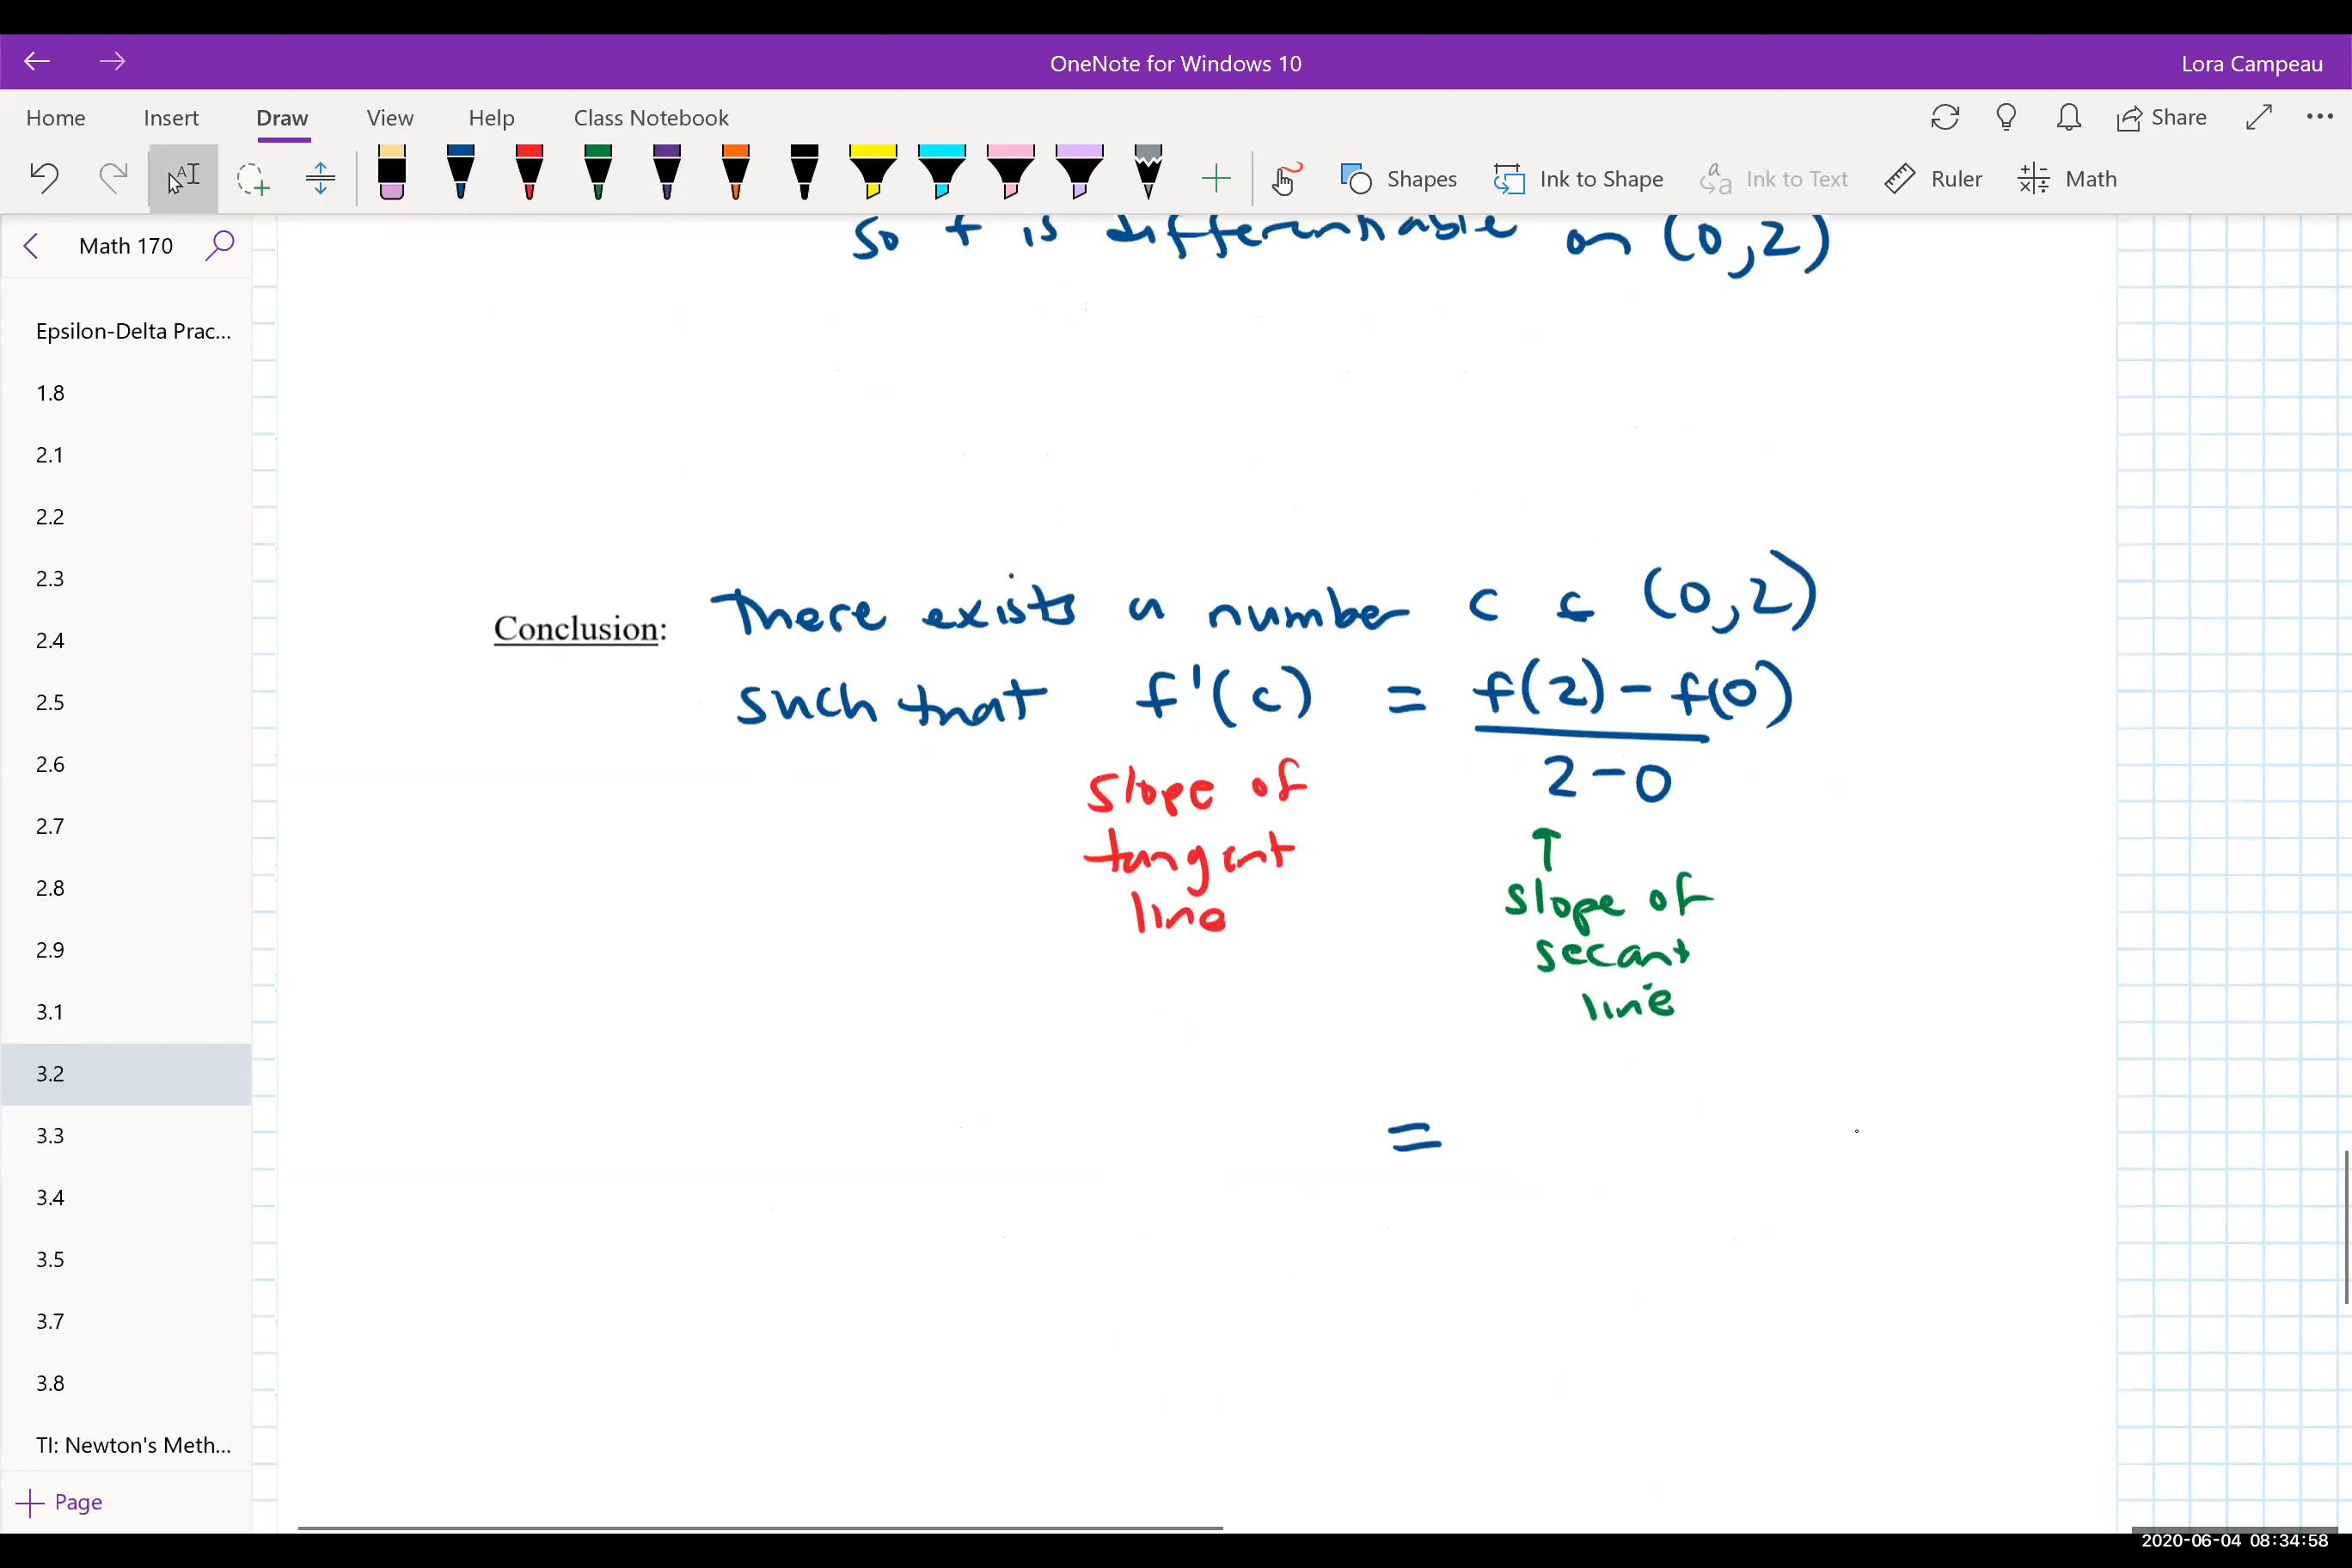 OneNote for Windows 10
Lora Campeau
Home Insert Draw View Help Class Notebook
Share
Shapes Ink to Shape Ink to Text Ruler Math
Math 170
Epsilon-Delta Prac...
1.8
2.1
2.2
2.3
2.4
2.5
2.6
2.7
2.8
2.9
3.1
3.2
3.3
3.4
3.5
3.7
3.8
TI: Newton's Meth...
Page
so f is differentiable on (0,2)
Conclusion: There exists a number c ∈ (0,2)
such that f'(c) = f(2) - f(0)
2 - 0
slope of
tangent
line
↑
slope of
secant
line
=
2020-06-04 08:34:58